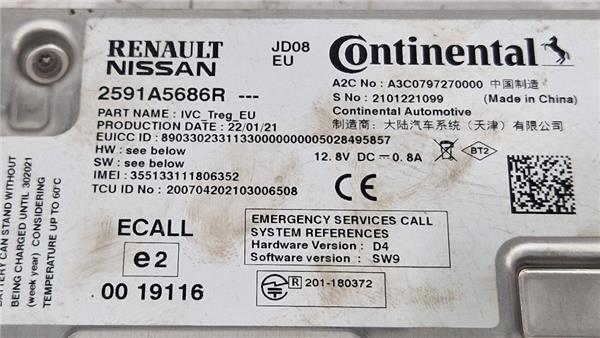 RENAULT NISSAN
JD08 EU
Continental
2591A5686R ---
A2C No : A3C0797270000 中国制造
S No : 2101221099 (Made in China)
Continental Automotive
制造商: 大陆汽车系统（天津）有限公司
PART NAME : IVC_Treg_EU
PRODUCTION DATE : 22/01/21
EUICC ID : 89033023311330000000005028495857
HW : see below
12.8V DC ⎓ 0.8A
SW : see below
IMEI : 355133111806352
TCU ID No : 200704202103006508
BT2
CE
BATTERY CAN STAND WITHOUT
BEING CHARGED UNTIL 302021
(week year) CONSIDERING
TEMPERATURE UP TO 60°C
ECALL
e2
00 19116
EMERGENCY SERVICES CALL
SYSTEM REFERENCES
Hardware Version : D4
Software version : SW9
R 201-180372